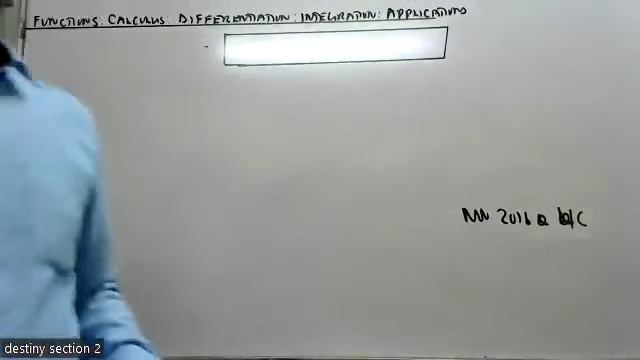 FUNCTIONS: CALCULUS: DIFFERENTIATION: INTEGRATION: APPLICATIONS
2016
destiny section 2